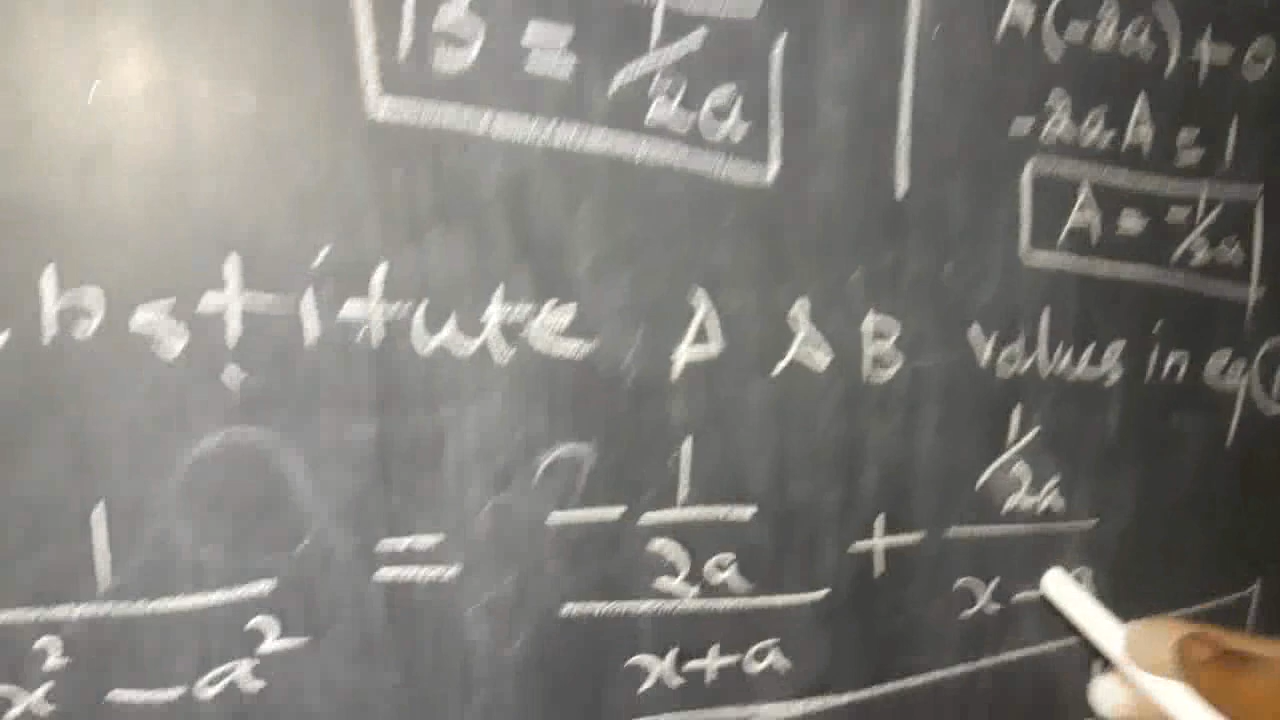 B = 1/2a
A(-2a) + 0
-2aA = 1
A = -1/2a
bstitute A & B values in eq(1
1/(x² - a²) = (-1/2a)/(x+a) + (1/2a)/(x-a